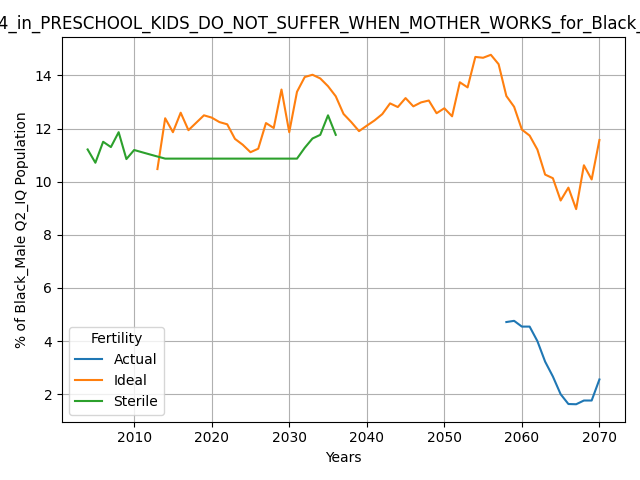 4_in_PRESCHOOL_KIDS_DO_NOT_SUFFER_WHEN_MOTHER_WORKS_for_Black_
% of Black_Male Q2_IQ Population
14
12
10
8
6
4
2
Fertility
Actual
Ideal
Sterile
2010 2020 2030 2040 2050 2060 2070
Years